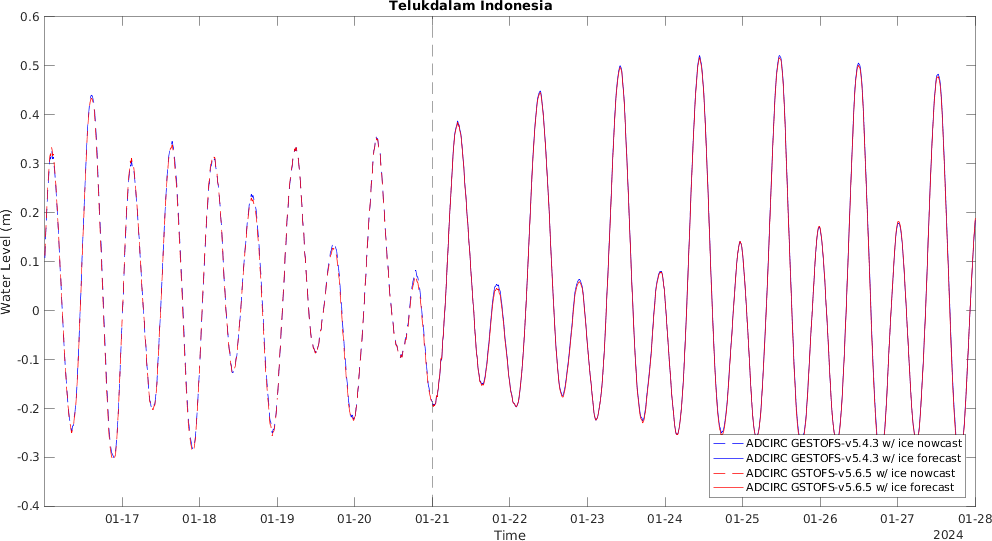 Telukdalam Indonesia
0.6
0.5
0.4
0.3
0.2
0.1
0
-0.1
-0.2
-0.3
-0.4
Water Level (m)
ADCIRC GESTOFS-v5.4.3 w/ ice nowcast
ADCIRC GESTOFS-v5.4.3 w/ ice forecast
ADCIRC GSTOFS-v5.6.5 w/ ice nowcast
ADCIRC GSTOFS-v5.6.5 w/ ice forecast
01-17 01-18 01-19 01-20 01-21 01-22 01-23 01-24 01-25 01-26 01-27 01-28
Time
2024